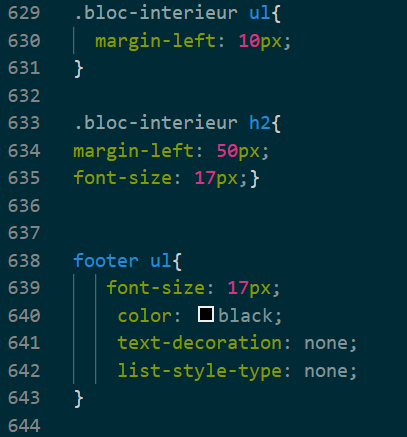 629 .bloc-interieur ul{
630   margin-left: 10px;
631 }
632
633 .bloc-interieur h2{
634 margin-left: 50px;
635 font-size: 17px;}
636
637
638 footer ul{
639    font-size: 17px;
640     color: black;
641     text-decoration: none;
642     list-style-type: none;
643 }
644